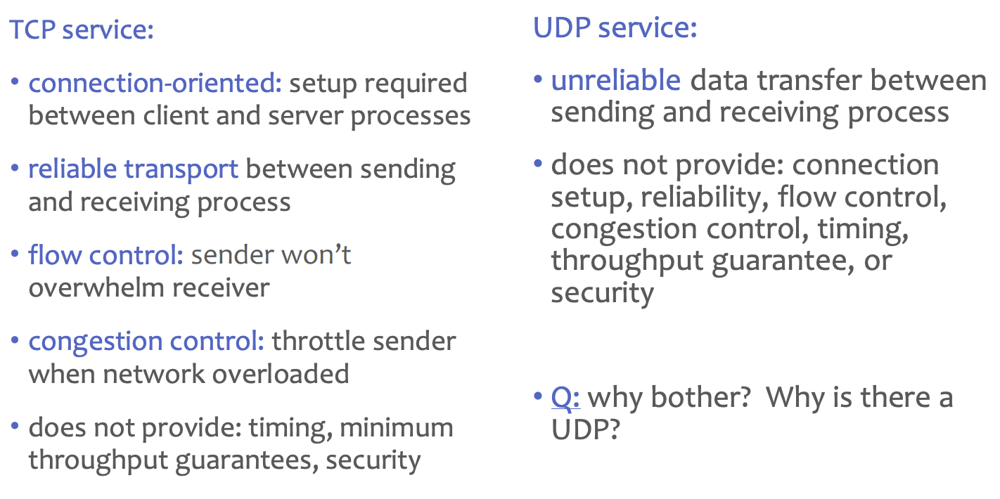 TCP service:
• connection-oriented: setup required
between client and server processes
• reliable transport between sending
and receiving process
• flow control: sender won’t
overwhelm receiver
• congestion control: throttle sender
when network overloaded
• does not provide: timing, minimum
throughput guarantees, security
UDP service:
• unreliable data transfer between
sending and receiving process
• does not provide: connection
setup, reliability, flow control,
congestion control, timing,
throughput guarantee, or
security
• Q: why bother?  Why is there a
UDP?